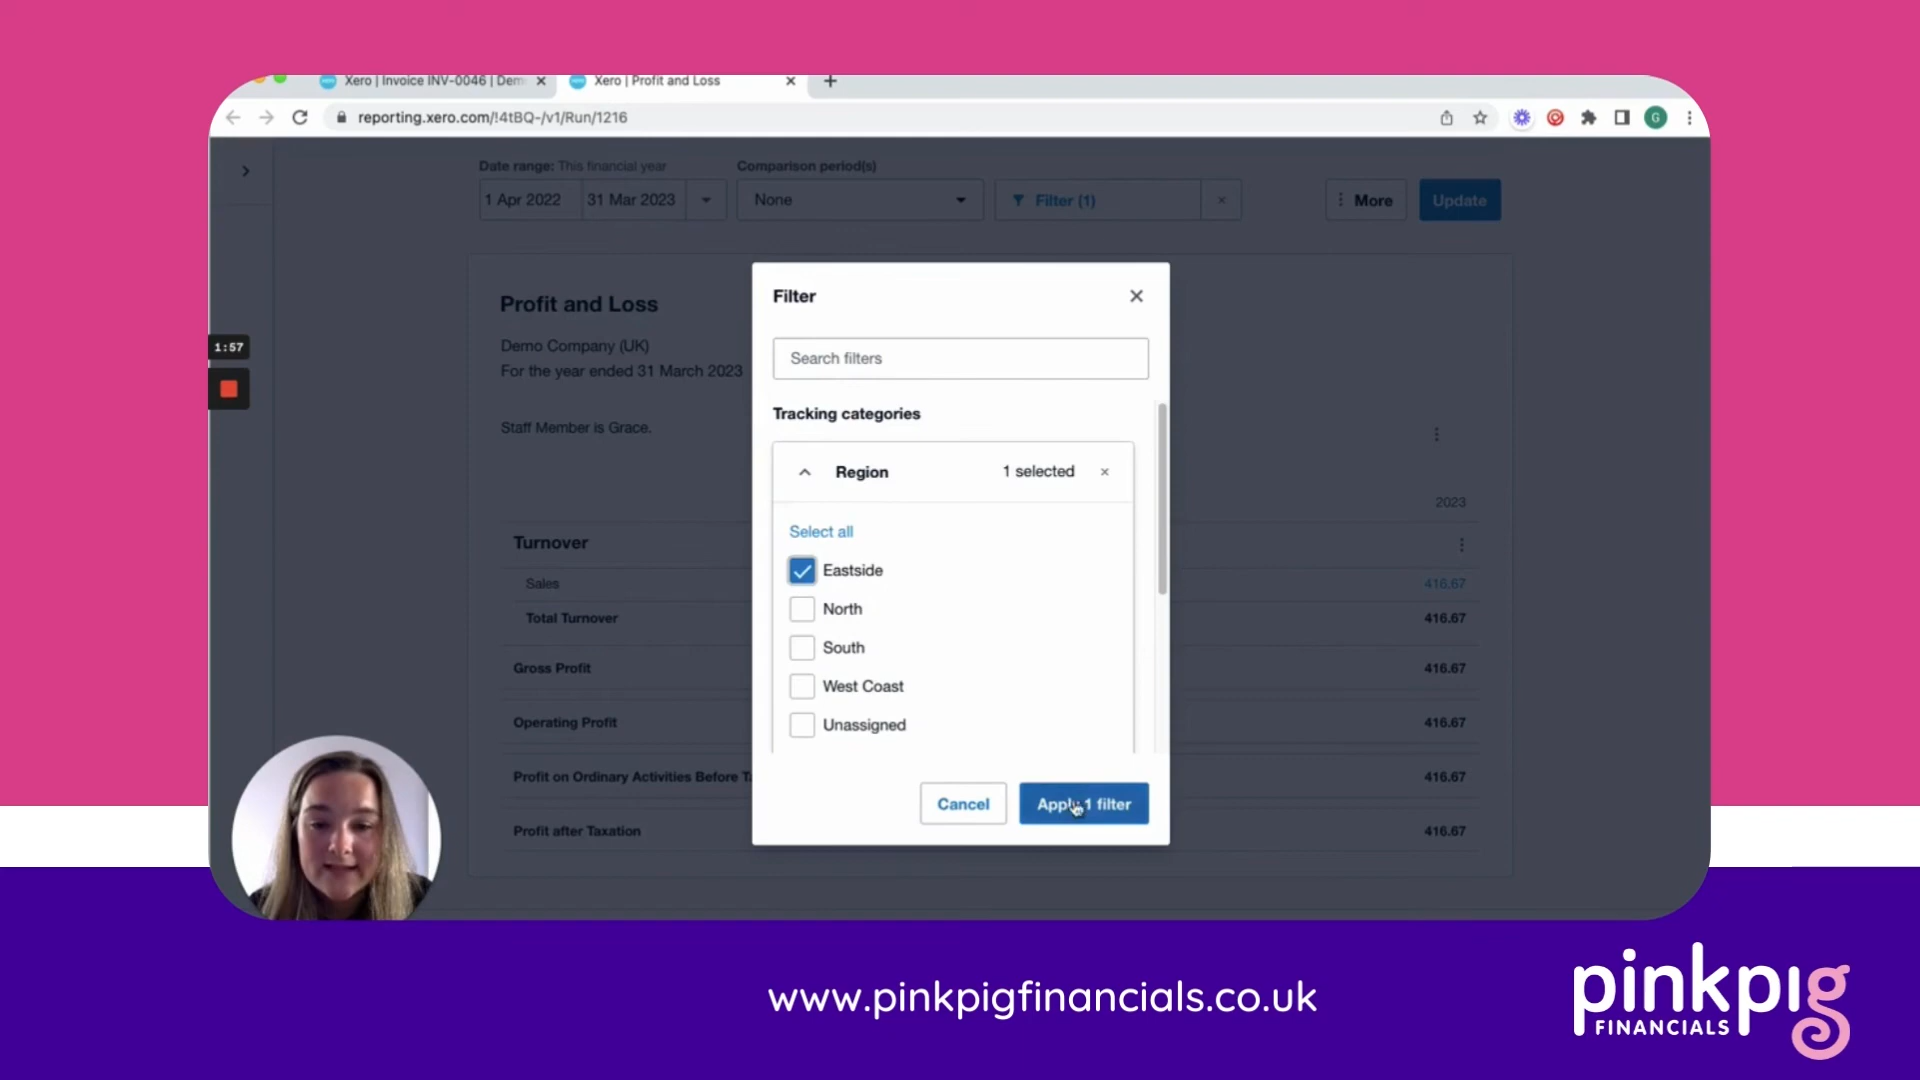 Xero | Invoice INV-0046 | Dem
Xero | Profit and Loss
reporting.xero.com/!4tBQ-/v1/Run/1216
G
Date range: This financial year
Comparison period(s)
1 Apr 2022
31 Mar 2023
None
Filter (1)
More
Update
Profit and Loss
Demo Company (UK)
For the year ended 31 March 2023
Staff Member is Grace.
2023
Turnover
Sales
416.67
Total Turnover
416.67
Gross Profit
416.67
Operating Profit
416.67
Profit on Ordinary Activities Before T
416.67
Profit after Taxation
416.67
1:57
Filter
Search filters
Tracking categories
Region
1 selected
Select all
Eastside
North
South
West Coast
Unassigned
Cancel
Apply 1 filter
www.pinkpigfinancials.co.uk
pinkpig
FINANCIALS